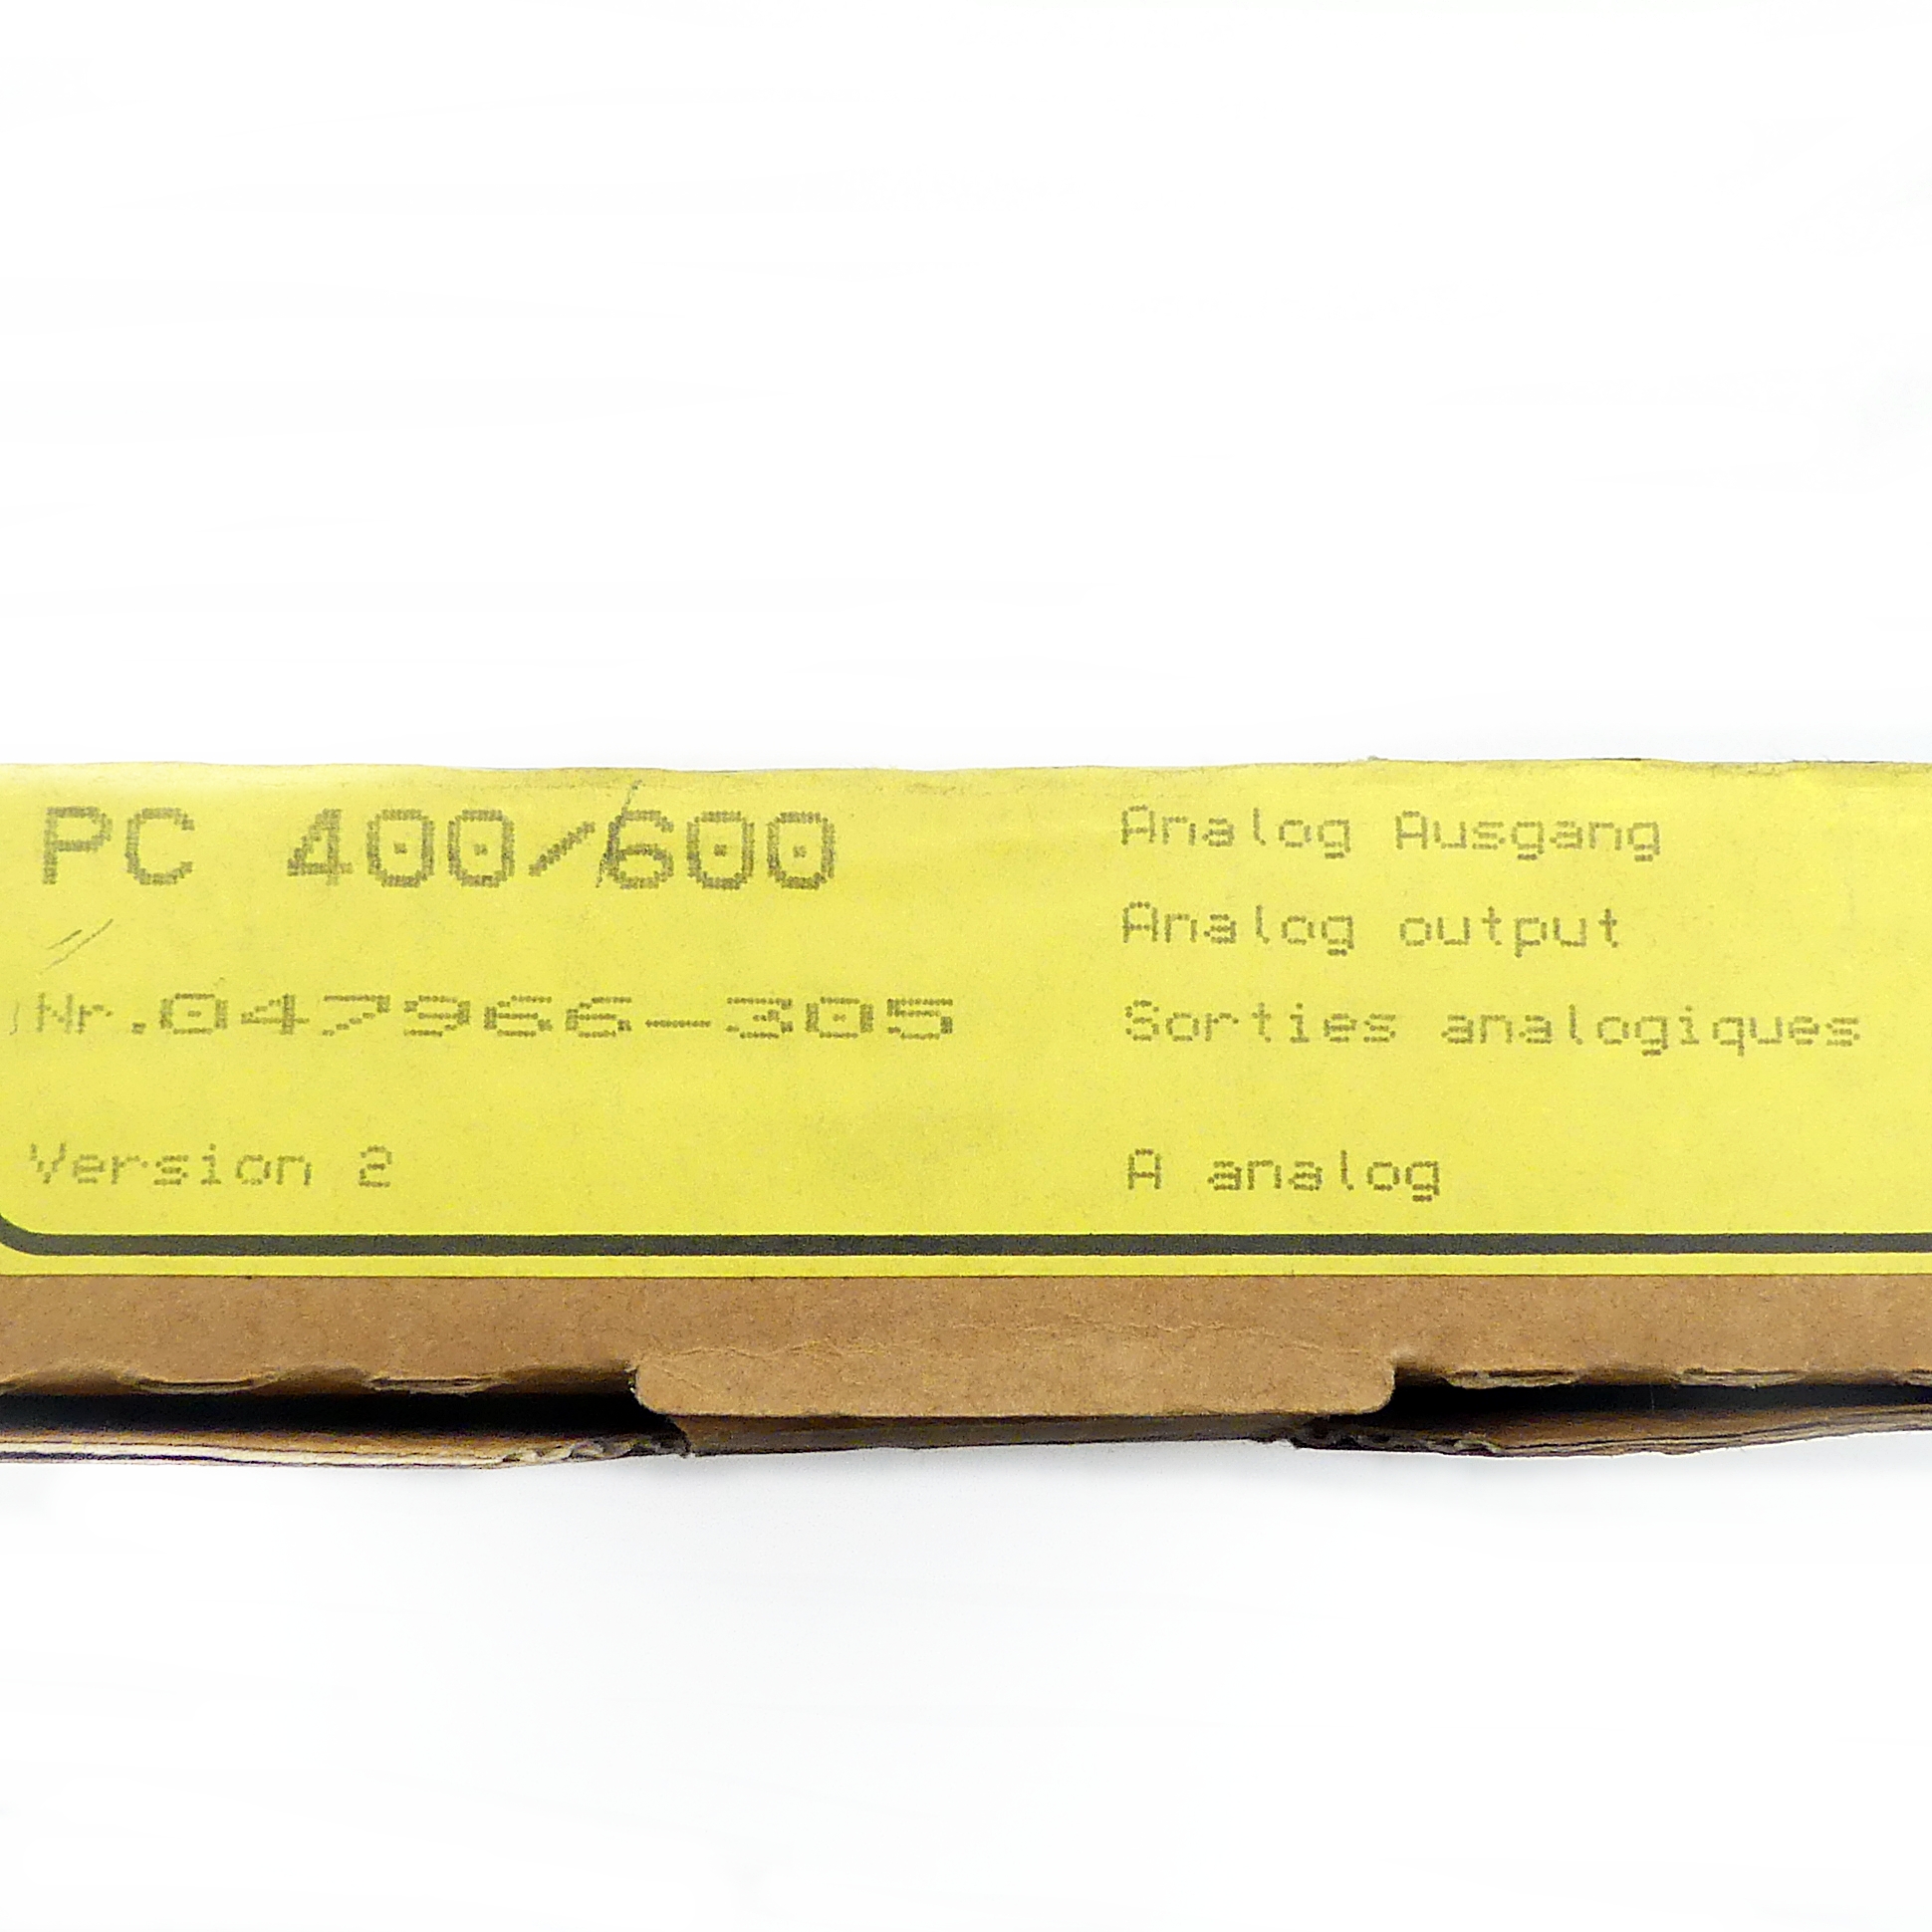 PC 400/600
Nr.047966-305
Version 2
Analog Ausgang
Analog output
Sorties analogiques
A analog